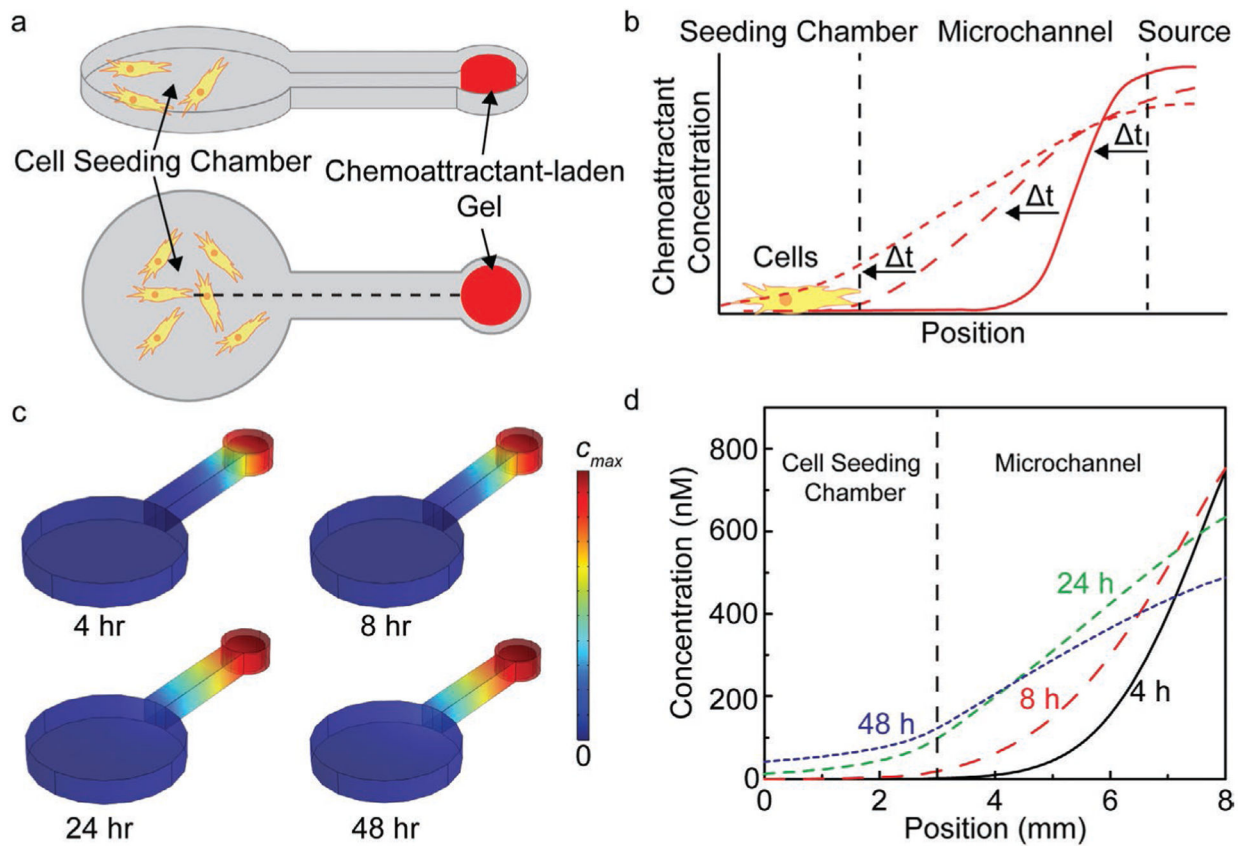 a
Cell Seeding Chamber
Chemoattractant-laden
Gel
b
Seeding Chamber Microchannel Source
Chemoattractant
Concentration
Δt
Δt
Δt
Cells
Position
c
4 hr
8 hr
24 hr
48 hr
c_max
0
d
Cell Seeding
Chamber
Microchannel
Concentration (nM)
800
600
400
200
0
24 h
8 h
4 h
48 h
0 2 4 6 8
Position (mm)